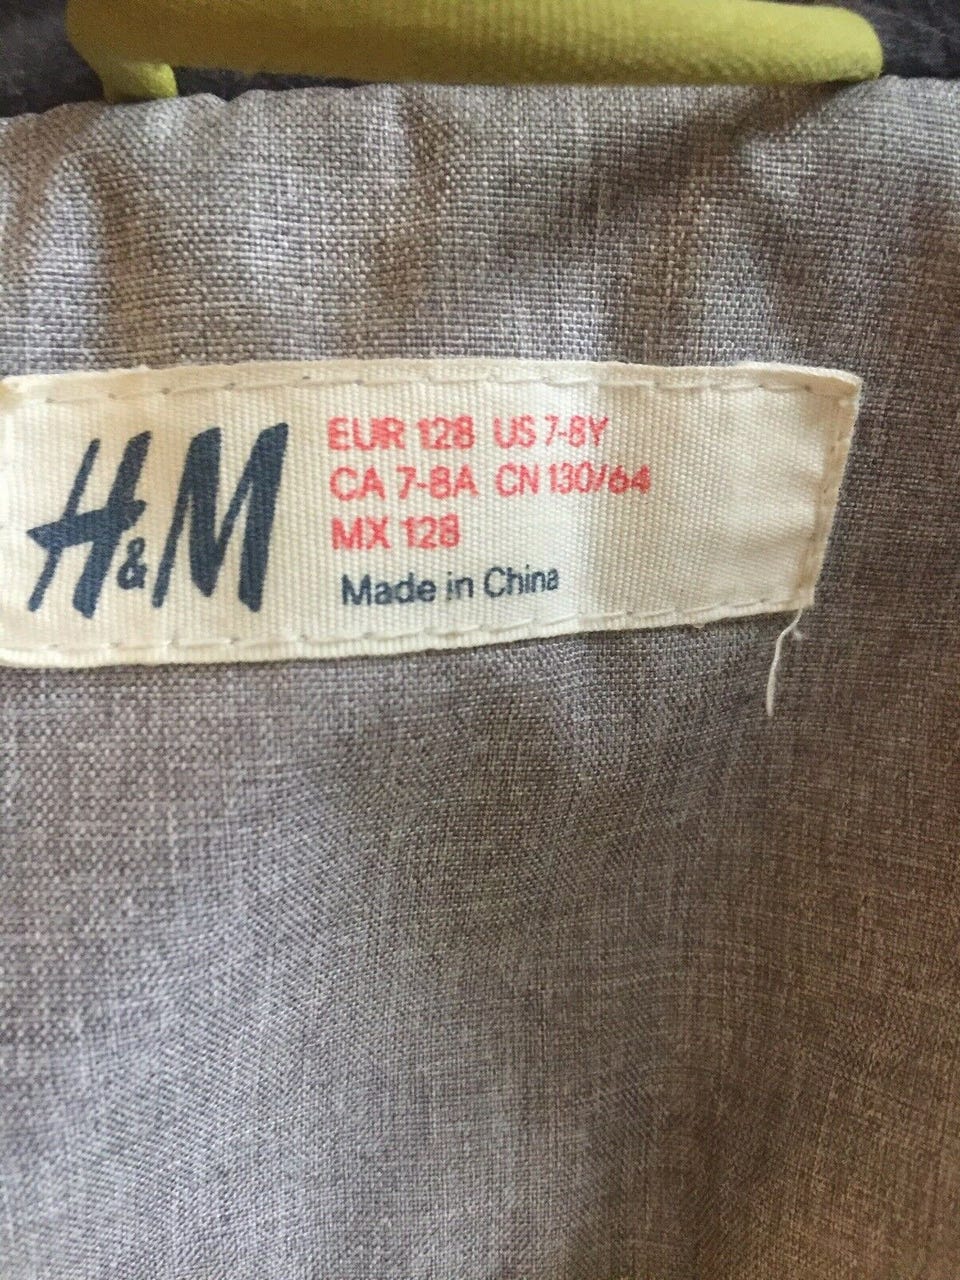 H&M
EUR 128 US 7-8Y
CA 7-8A CN 130/64
MX 128
Made in China